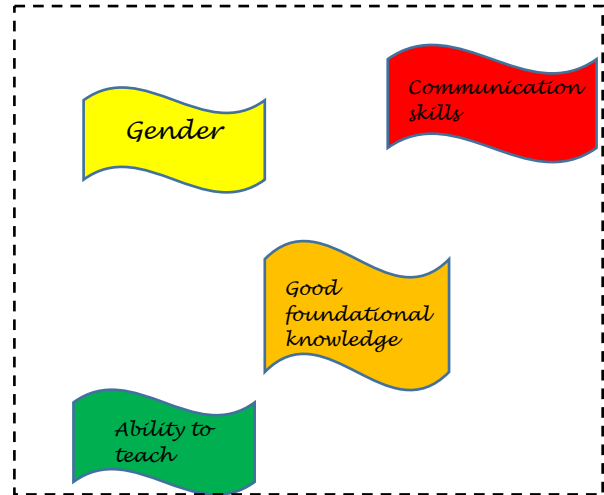 Communication
skills
Gender
Good
foundational
knowledge
Ability to
teach